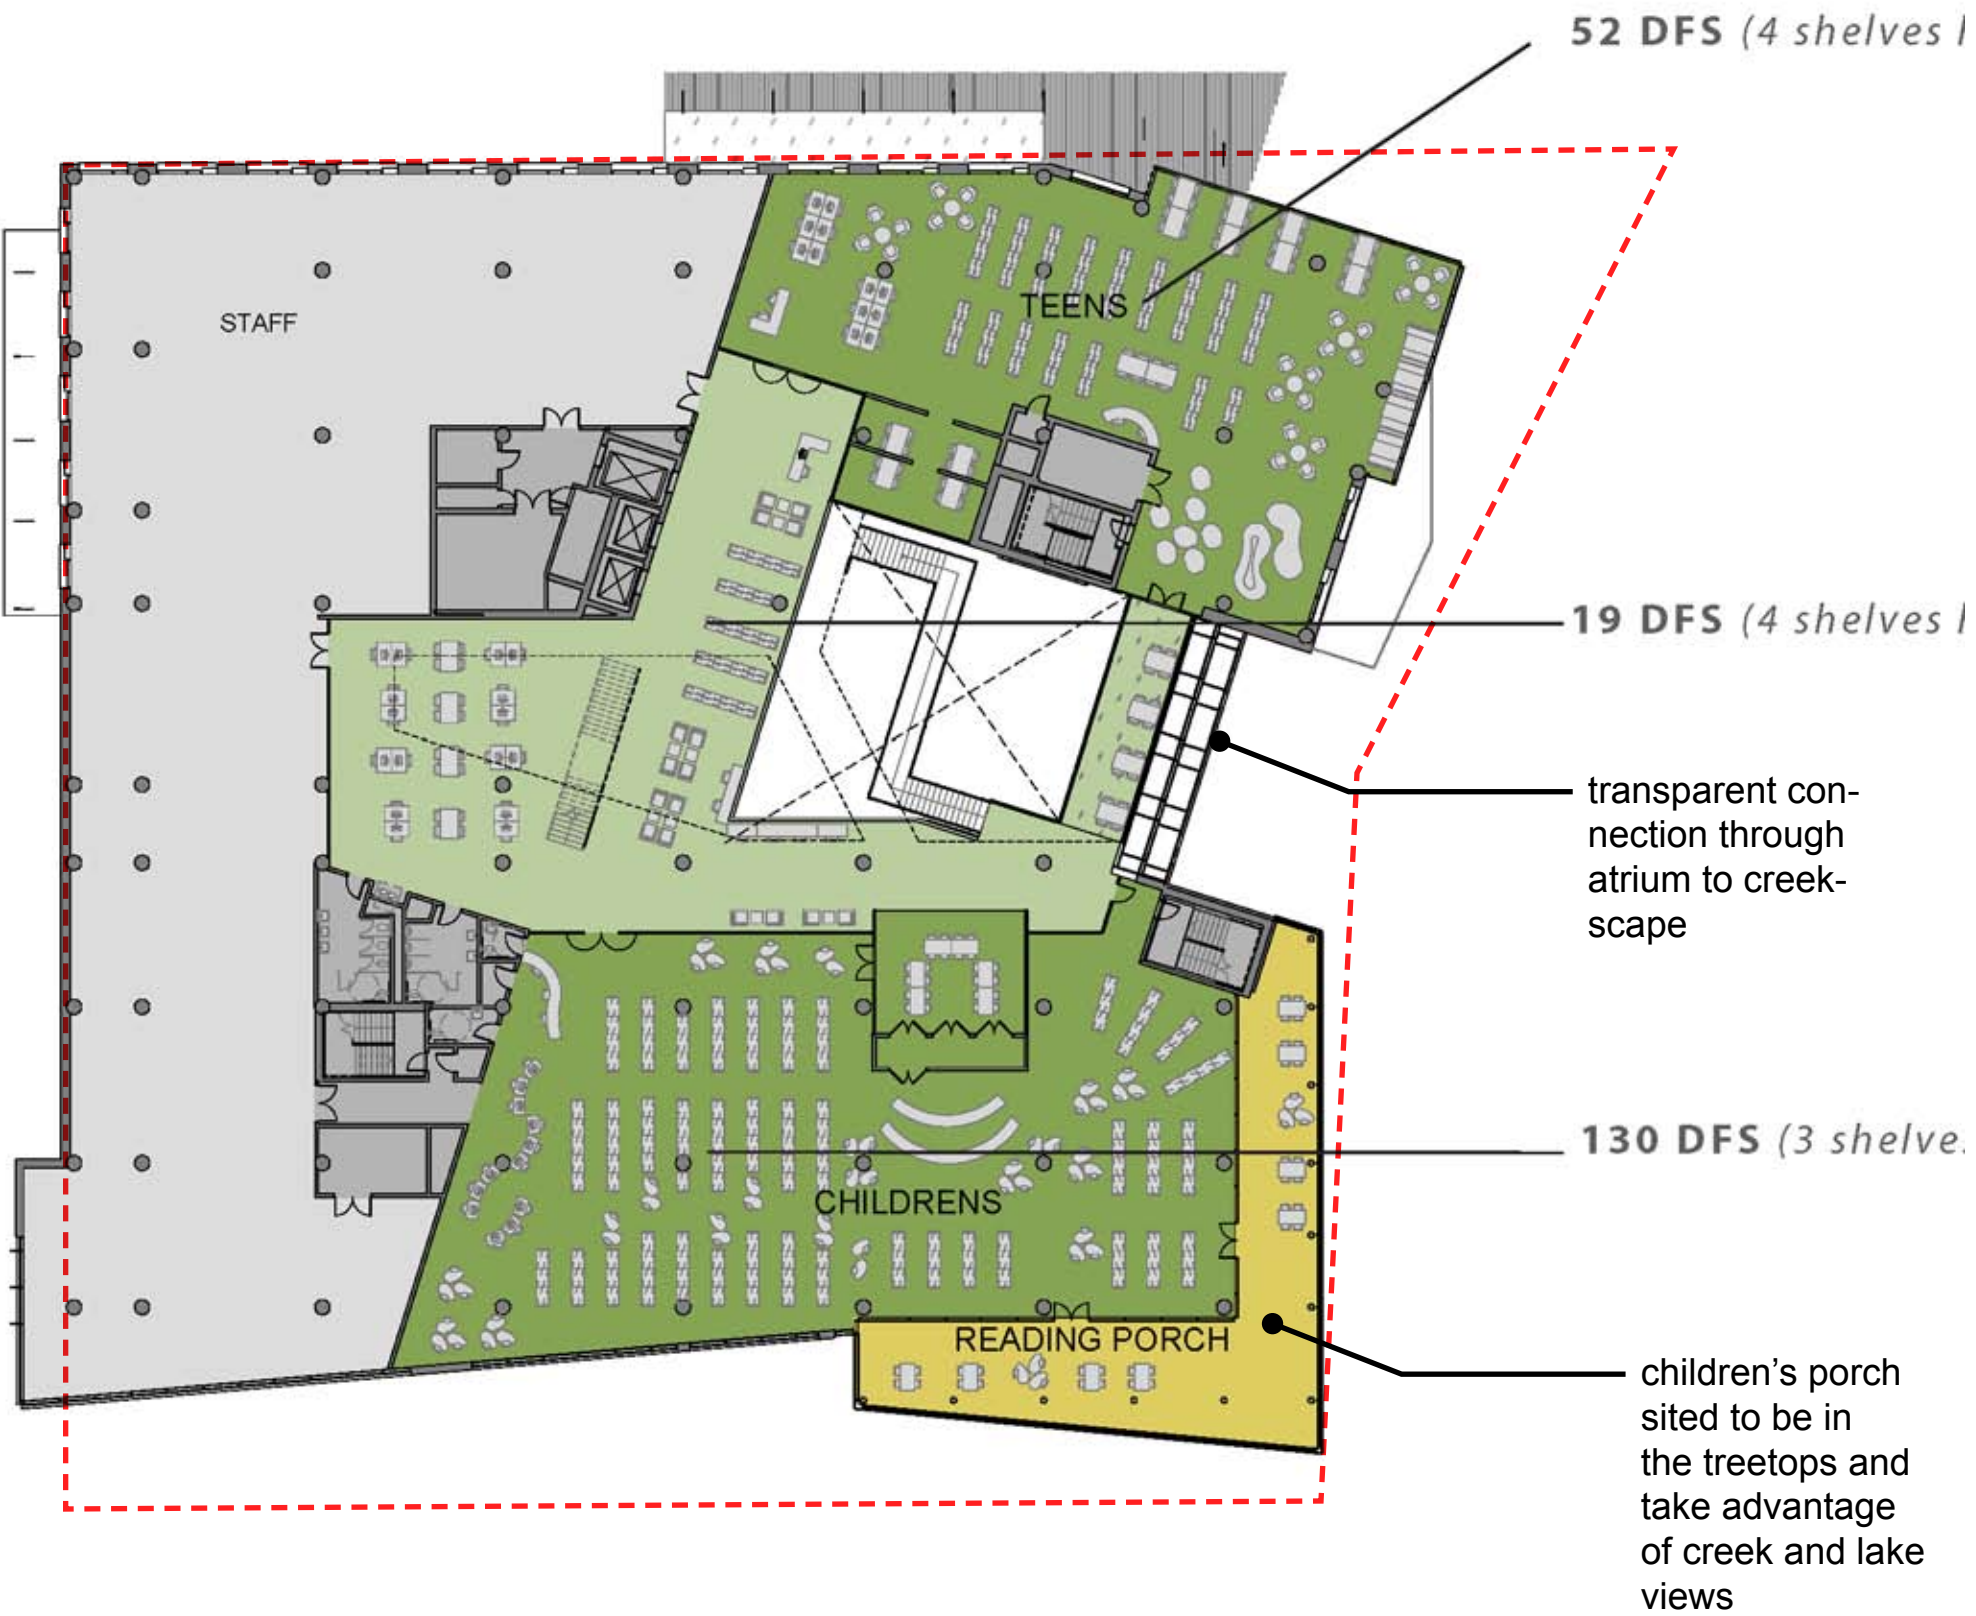 52 DFS (4 shelves
STAFF
TEENS
19 DFS (4 shelves
transparent con-
nection through
atrium to creek-
scape
130 DFS (3
CHILDRENS
READING PORCH
children’s porch
sited to be in
the treetops and
take advantage
of creek and lake
views